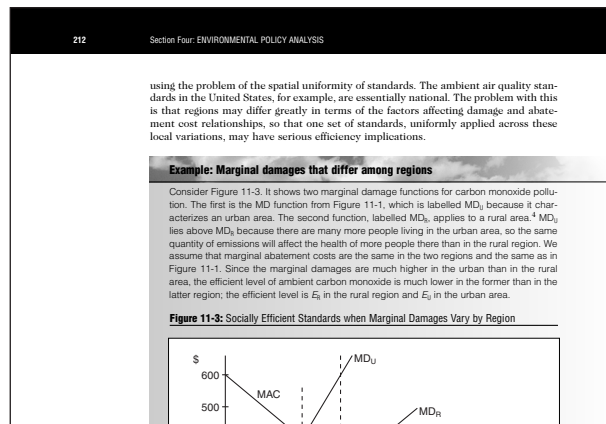 212
Section Four: ENVIRONMENTAL POLICY ANALYSIS
using the problem of the spatial uniformity of standards. The ambient air quality stan-
dards in the United States, for example, are essentially national. The problem with this
is that regions may differ greatly in terms of the factors affecting damage and abate-
ment cost relationships, so that one set of standards, uniformly applied across these
local variations, may have serious efficiency implications.
Example: Marginal damages that differ among regions
Consider Figure 11-3. It shows two marginal damage functions for carbon monoxide pollu-
tion. The first is the MD function from Figure 11-1, which is labelled MDU because it char-
acterizes an urban area. The second function, labelled MDR, applies to a rural area.4 MDU
lies above MDR because there are many more people living in the urban area, so the same
quantity of emissions will affect the health of more people there than in the rural region. We
assume that marginal abatement costs are the same in the two regions and the same as in
Figure 11-1. Since the marginal damages are much higher in the urban than in the rural
area, the efficient level of ambient carbon monoxide is much lower in the former than in the
latter region; the efficient level is ER in the rural region and EU in the urban area.
Figure 11-3: Socially Efficient Standards when Marginal Damages Vary by Region
$
MDU
600
MAC
500
MDR